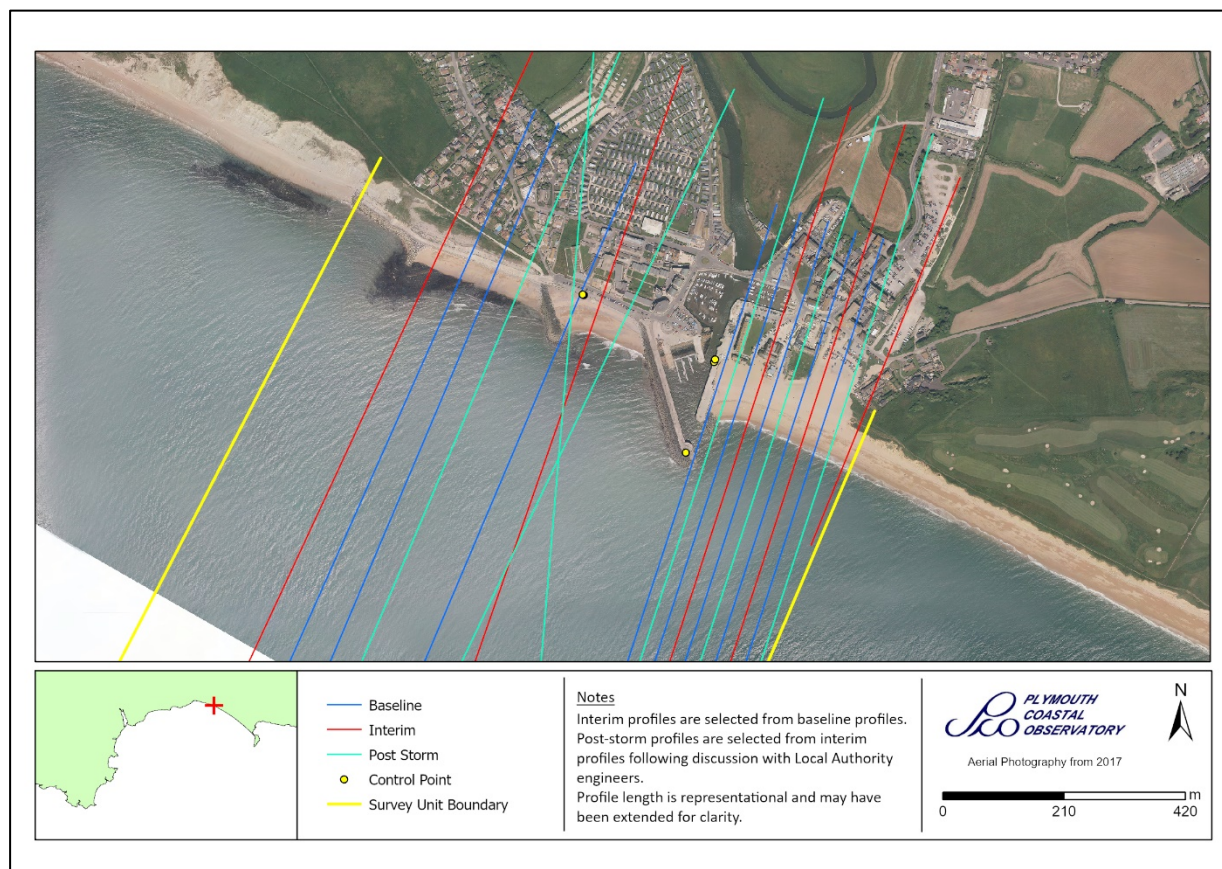 Baseline
Interim
Post Storm
Control Point
Survey Unit Boundary
Notes
Interim profiles are selected from baseline profiles.
Post-storm profiles are selected from interim
profiles following discussion with Local Authority
engineers.
Profile length is representational and may have
been extended for clarity.
PLYMOUTH
COASTAL
OBSERVATORY
Aerial Photography from 2017
N
m
0 210 420